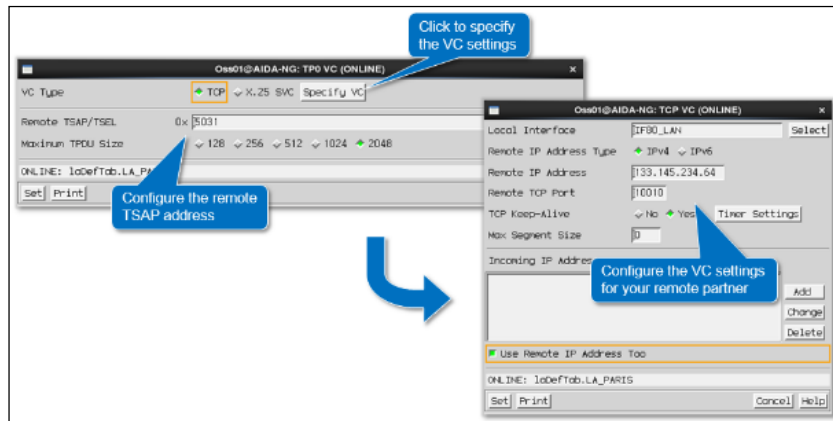 Click to specify
the VC settings
Oss01@AIDA-NG: TP0 VC (ONLINE)
×
VC Type
TCP
X.25 SVC
Specify VC
Remote TSAP/TSEL
0x
5031
Maximum TPDU Size
128
256
512
1024
2048
ONLINE: laDefTab.LA_PA
Set
Print
Configure the remote
TSAP address
Oss01@AIDA-NG: TCP VC (ONLINE)
×
Local Interface
IF80_LAN
Select
Remote IP Address Type
IPv4
IPv6
Remote IP Address
133.145.234.64
Remote TCP Port
10010
TCP Keep-Alive
No
Yes
Timer Settings
Max Segment Size
0
Incoming IP Addres
Configure the VC settings
for your remote partner
Add
Change
Delete
Use Remote IP Address Too
ONLINE: laDefTab.LA_PARIS
Set
Print
Cancel
Help